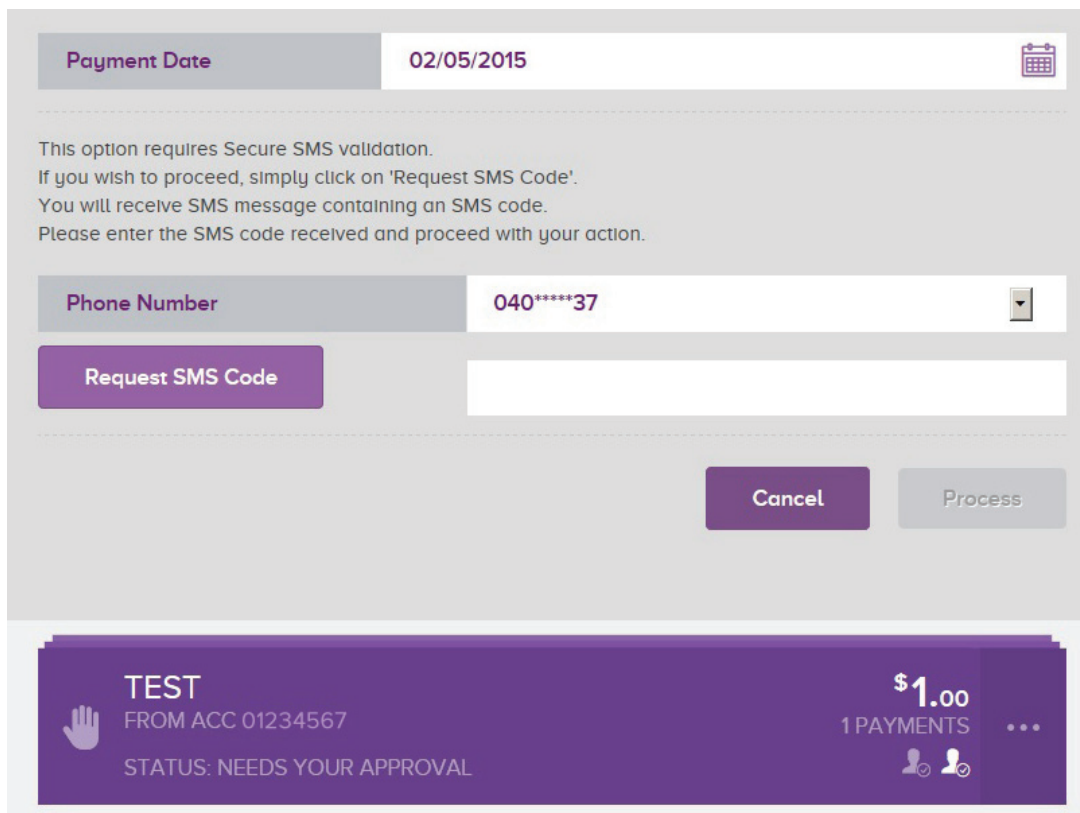 Payment Date 02/05/2015
This option requires Secure SMS validation.
If you wish to proceed, simply click on 'Request SMS Code'.
You will receive SMS message containing an SMS code.
Please enter the SMS code received and proceed with your action.
Phone Number 040*****37
Request SMS Code
Cancel Process
TEST $1.00
FROM ACC 01234567 1 PAYMENTS
STATUS: NEEDS YOUR APPROVAL